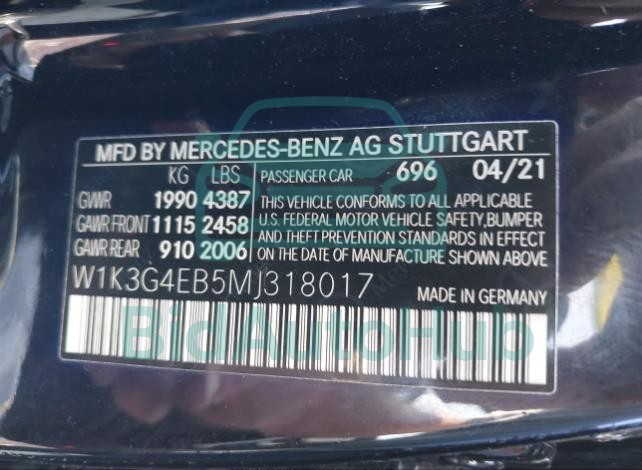 MFD BY MERCEDES-BENZ AG STUTTGART
KG LBS PASSENGER CAR 696 04/21
GVWR 1990 4387 THIS VEHICLE CONFORMS TO ALL APPLICABLE
GAWR FRONT 1115 2458 U.S. FEDERAL MOTOR VEHICLE SAFETY,BUMPER
GAWR REAR 910 2006 AND THEFT PREVENTION STANDARDS IN EFFECT
ON THE DATE OF MANUFACTURE SHOWN ABOVE.
W1K3G4EB5MJ318017 MADE IN GERMANY
BidAutoHub